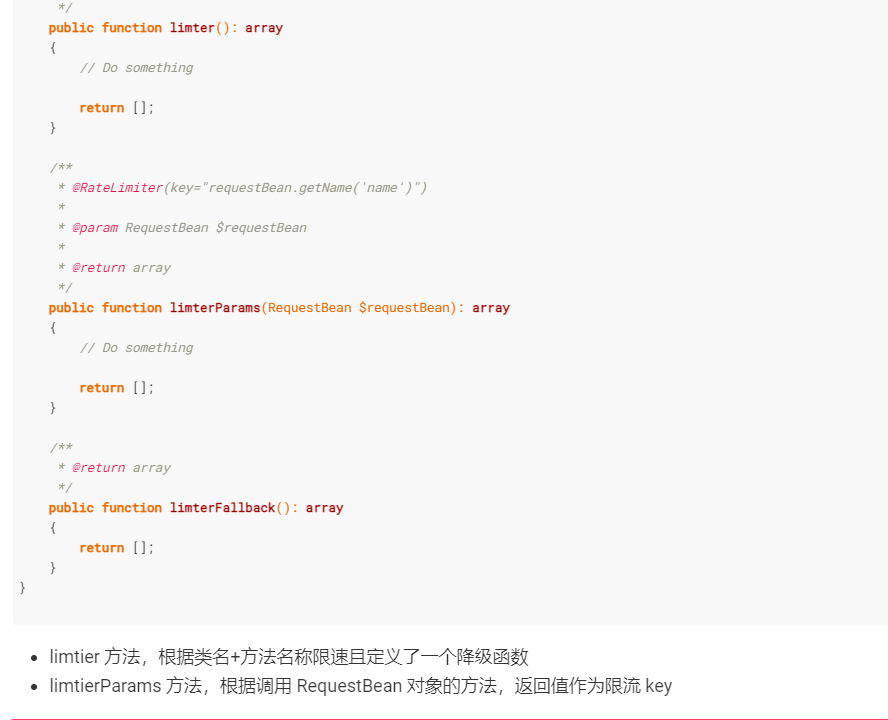 */
public function limter(): array
{
// Do something
return [];
}
/**
* @RateLimiter(key="requestBean.getName('name')")
*
* @param RequestBean $requestBean
*
* @return array
*/
public function limterParams(RequestBean $requestBean): array
{
// Do something
return [];
}
/**
* @return array
*/
public function limterFallback(): array
{
return [];
}
}
• limtier 方法，根据类名+方法名称限速且定义了一个降级函数
• limtierParams 方法，根据调用 RequestBean 对象的方法，返回值作为限流 key